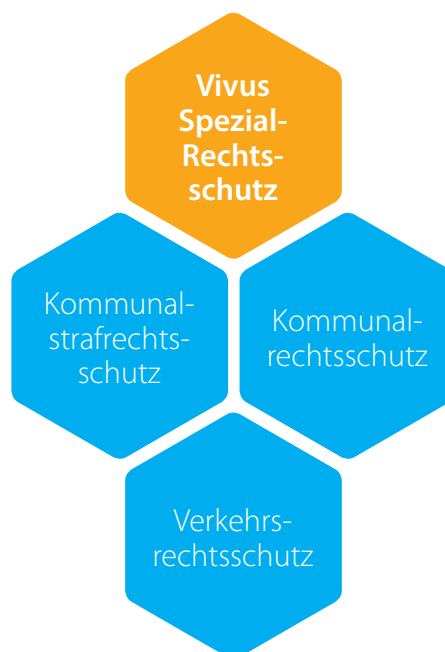 Vivus
Spezial-
Rechts-
schutz
Kommunal-
strafrechts-
schutz
Kommunal-
rechtsschutz
Verkehrs-
rechtsschutz